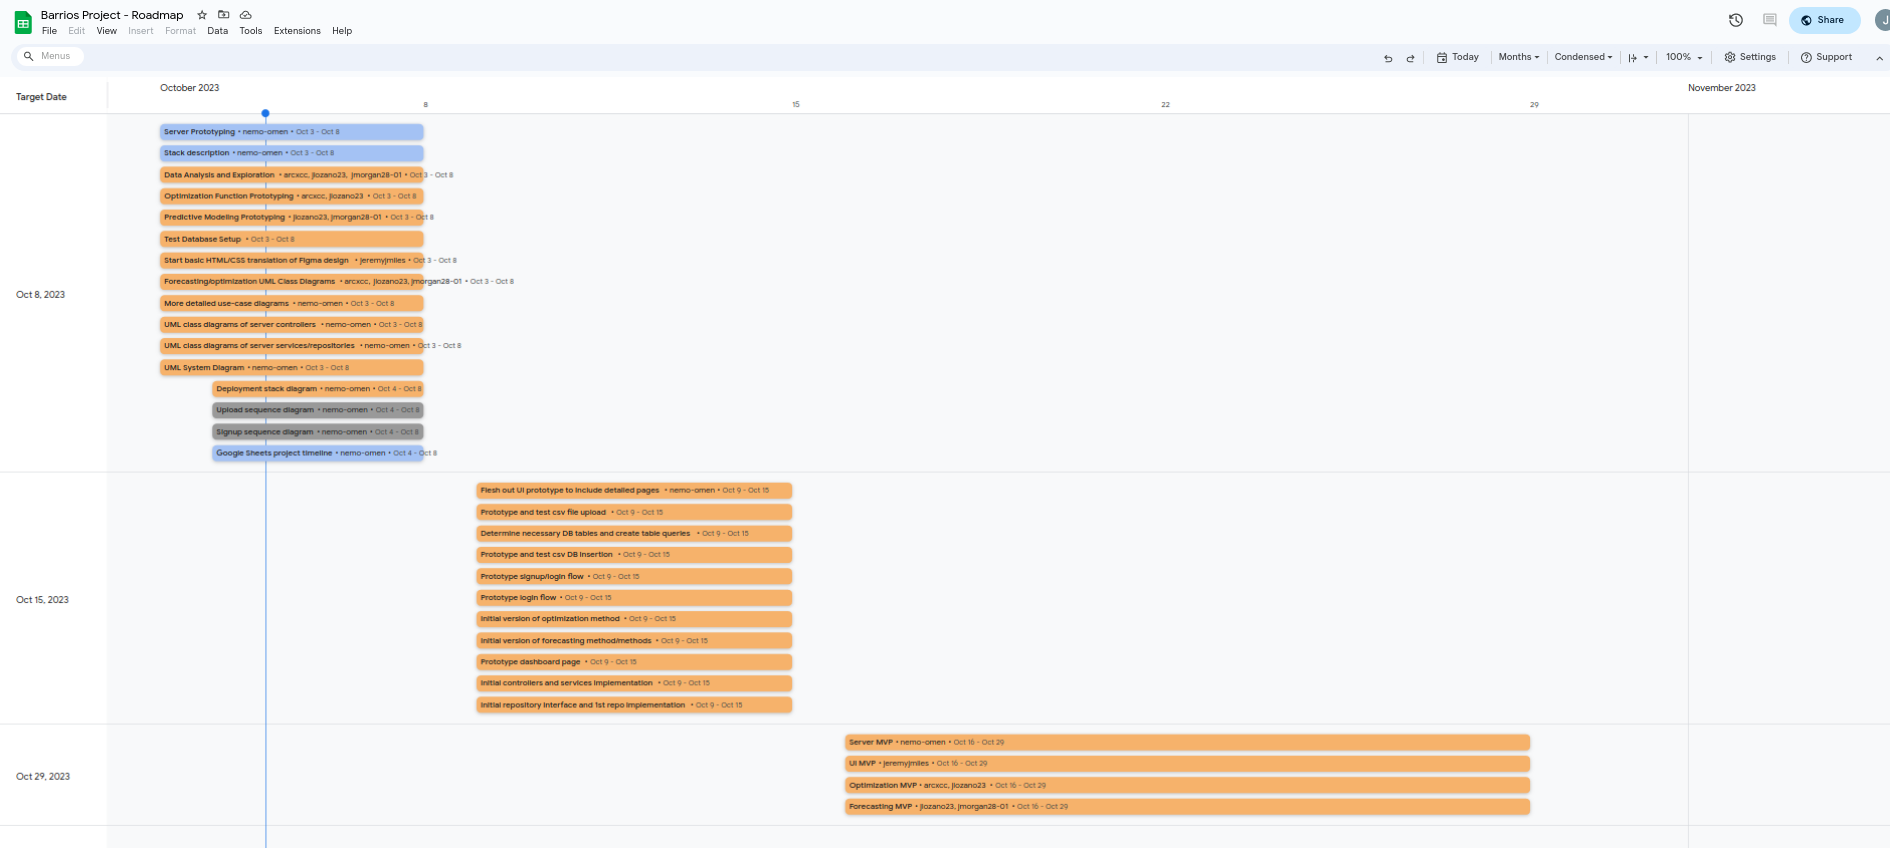 Barrios Project - Roadmap
File Edit View Insert Format Data Tools Extensions Help
Share
J
Menus
Today Months Condensed 100% Settings Support
October 2023 November 2023
Target Date
8 15 22 29
Oct 8, 2023
Server Prototyping • nemo-omen • Oct 3 - Oct 8
Stack description • nemo-omen • Oct 3 - Oct 8
Data Analysis and Exploration • arcxcc, jlozano23, jmorgan28-01 • Oct 3 - Oct 8
Optimization Function Prototyping • arcxcc, jlozano23 • Oct 3 - Oct 8
Predictive Modeling Prototyping • jlozano23, jmorgan28-01 • Oct 3 - Oct 8
Test Database Setup • Oct 3 - Oct 8
Start basic HTML/CSS translation of Figma design • jeremyjmiles • Oct 3 - Oct 8
Forecasting/optimization UML Class Diagrams • arcxcc, jlozano23, jmorgan28-01 • Oct 3 - Oct 8
More detailed use-case diagrams • nemo-omen • Oct 3 - Oct 8
UML class diagrams of server controllers • nemo-omen • Oct 3 - Oct 8
UML class diagrams of server services/repositories • nemo-omen • Oct 3 - Oct 8
UML System Diagram • nemo-omen • Oct 3 - Oct 8
Deployment stack diagram • nemo-omen • Oct 4 - Oct 8
Upload sequence diagram • nemo-omen • Oct 4 - Oct 8
Signup sequence diagram • nemo-omen • Oct 4 - Oct 8
Google Sheets project timeline • nemo-omen • Oct 4 - Oct 8
Oct 15, 2023
Flesh out UI prototype to include detailed pages • nemo-omen • Oct 9 - Oct 15
Prototype and test csv file upload • Oct 9 - Oct 15
Determine necessary DB tables and create table queries • Oct 9 - Oct 15
Prototype and test csv DB insertion • Oct 9 - Oct 15
Prototype signup/login flow • Oct 9 - Oct 15
Prototype login flow • Oct 9 - Oct 15
Initial version of optimization method • Oct 9 - Oct 15
Initial version of forecasting method/methods • Oct 9 - Oct 15
Prototype dashboard page • Oct 9 - Oct 15
Initial controllers and services implementation • Oct 9 - Oct 15
Initial repository interface and 1st repo implementation • Oct 9 - Oct 15
Oct 29, 2023
Server MVP • nemo-omen • Oct 16 - Oct 29
UI MVP • jeremyjmiles • Oct 16 - Oct 29
Optimization MVP • arcxcc, jlozano23 • Oct 16 - Oct 29
Forecasting MVP • jlozano23, jmorgan28-01 • Oct 16 - Oct 29